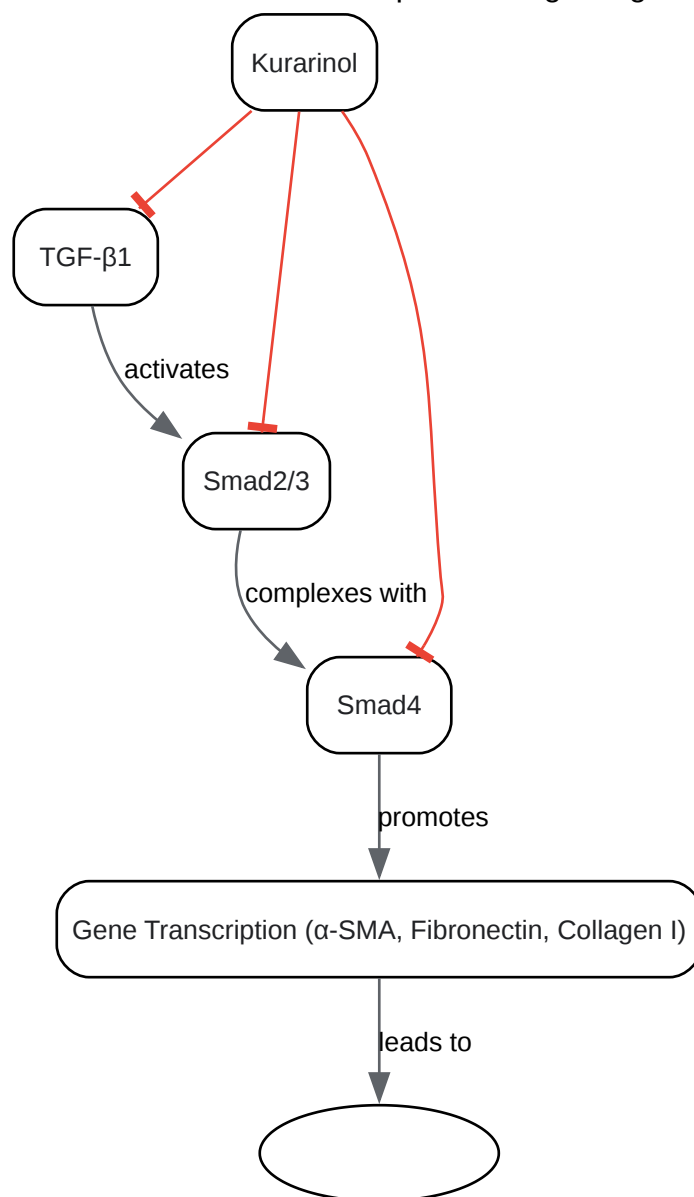 Kurarinol
TGF-β1
activates
Smad2/3
complexes with
Smad4
promotes
Gene Transcription (α-SMA, Fibronectin, Collagen I)
leads to